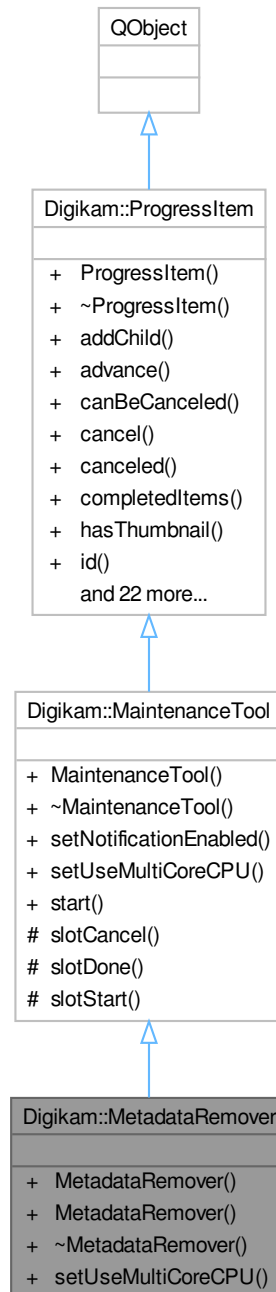 QObject
Digikam::ProgressItem
+ ProgressItem()
+ ~ProgressItem()
+ addChild()
+ advance()
+ canBeCanceled()
+ cancel()
+ canceled()
+ completedItems()
+ hasThumbnail()
+ id()
and 22 more...
Digikam::MaintenanceTool
+ MaintenanceTool()
+ ~MaintenanceTool()
+ setNotificationEnabled()
+ setUseMultiCoreCPU()
+ start()
# slotCancel()
# slotDone()
# slotStart()
Digikam::MetadataRemover
+ MetadataRemover()
+ MetadataRemover()
+ ~MetadataRemover()
+ setUseMultiCoreCPU()